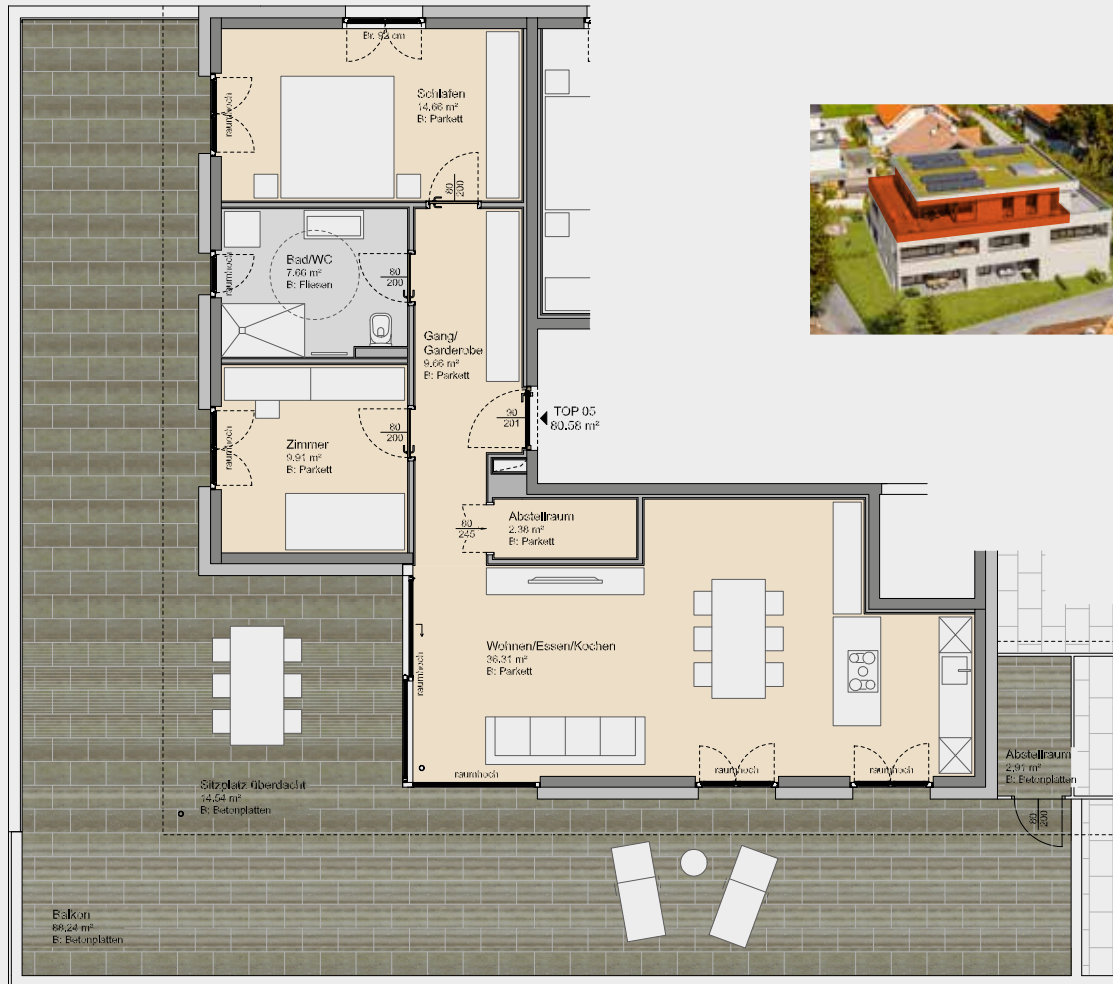 Br. 92 cm
Schlafen
14.66 m²
B: Parkett
raumhoch
80
200
Bad/WC
7.66 m²
B: Fliesen
raumhoch
80
200
Gang/
Garderobe
9.66 m²
B: Parkett
90
201
TOP 05
80.58 m²
Zimmer
9.91 m²
B: Parkett
raumhoch
80
200
Abstellraum
2.38 m²
B: Parkett
80
245
Wohnen/Essen/Kochen
36.31 m²
B: Parkett
raumhoch
raumhoch
raumhoch
raumhoch
Abstellraum
2,91 m²
B: Betonplatten
80
200
Sitzplatz überdacht
14.54 m²
B: Betonplatten
Balkon
88,24 m²
B: Betonplatten